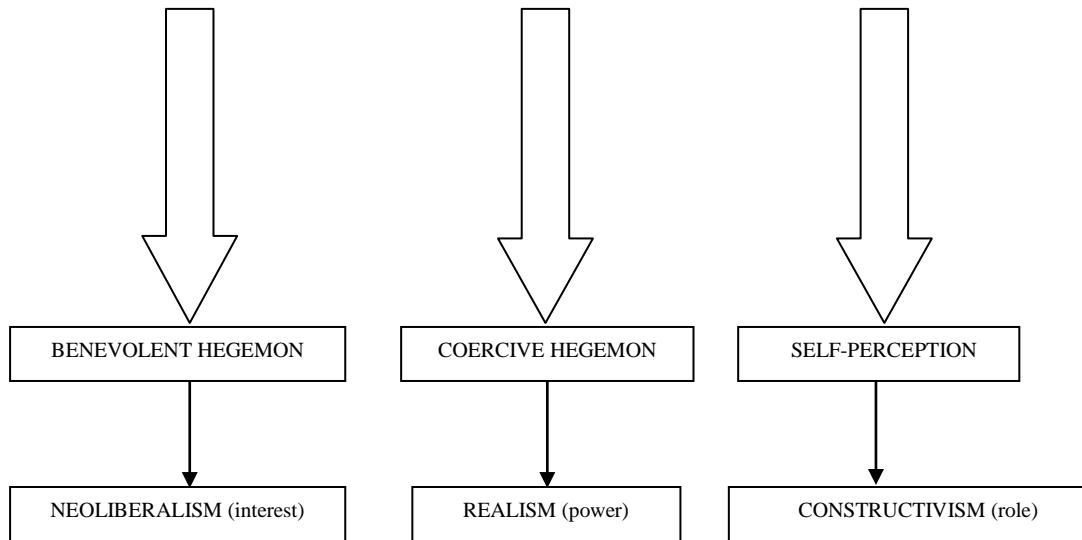 BENEVOLENT HEGEMON
COERCIVE HEGEMON
SELF-PERCEPTION
NEOLIBERALISM (interest)
REALISM (power)
CONSTRUCTIVISM (role)